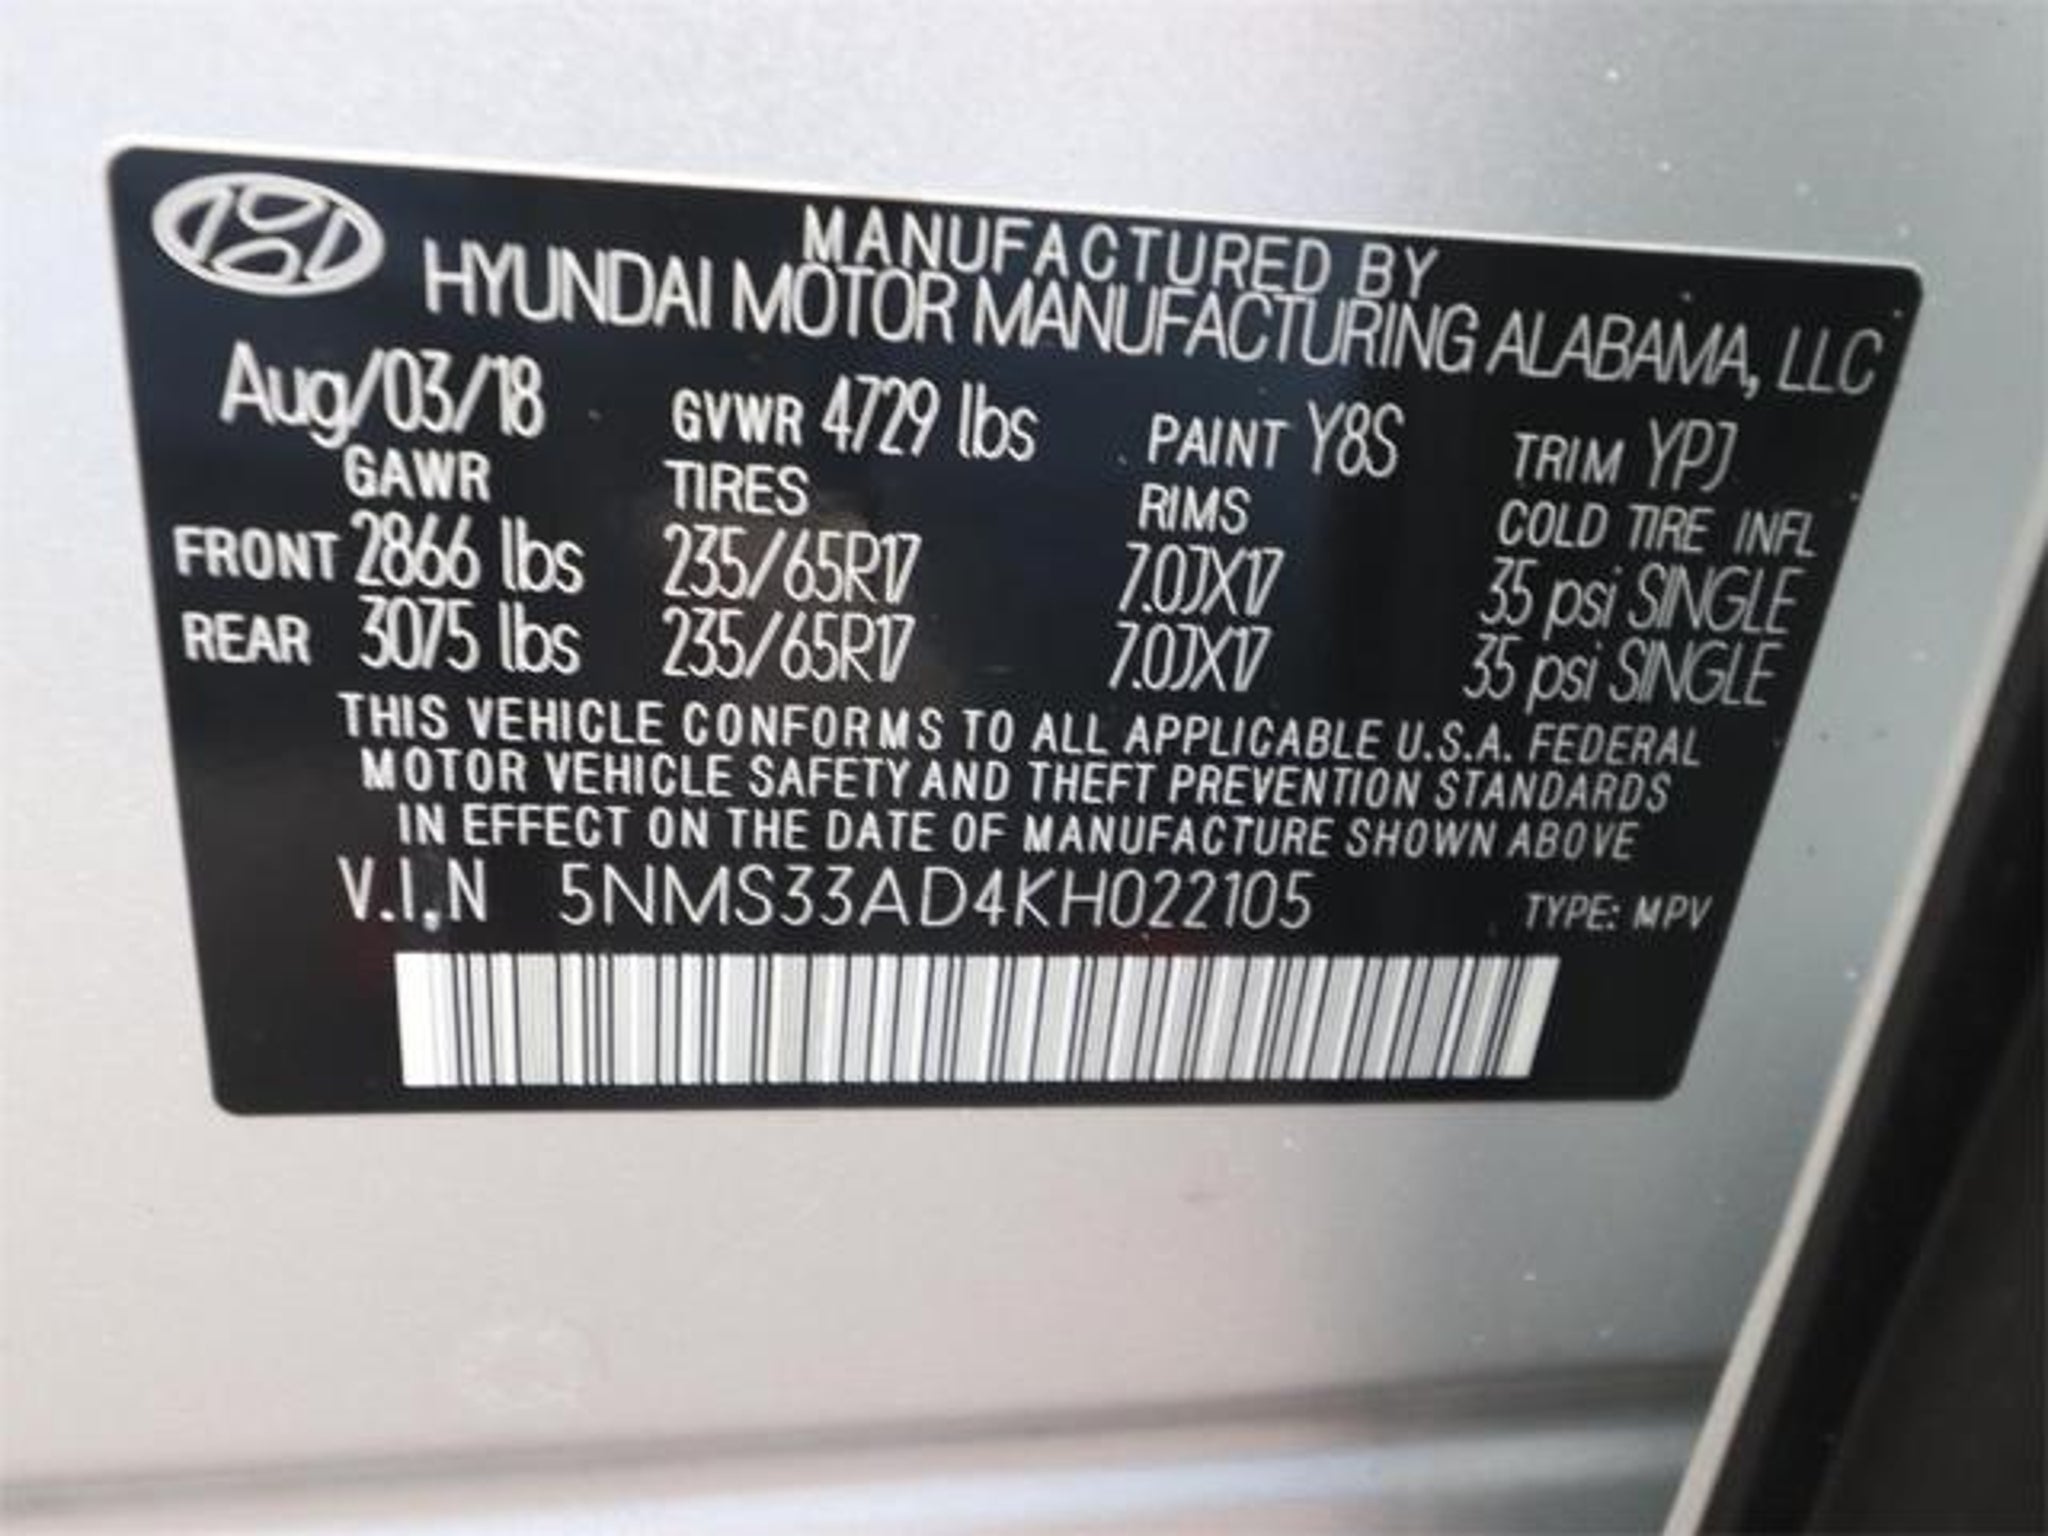 MANUFACTURED BY
HYUNDAI MOTOR MANUFACTURING ALABAMA, LLC
Aug/03/18 GVWR 4729 lbs PAINT Y8S TRIM YPJ
GAWR TIRES RIMS COLD TIRE INFL
FRONT 2866 lbs 235/65R17 7.0JX17 35 psi SINGLE
REAR 3075 lbs 235/65R17 7.0JX17 35 psi SINGLE
THIS VEHICLE CONFORMS TO ALL APPLICABLE U.S.A. FEDERAL
MOTOR VEHICLE SAFETY AND THEFT PREVENTION STANDARDS
IN EFFECT ON THE DATE OF MANUFACTURE SHOWN ABOVE
V.I.N 5NMS33AD4KH022105 TYPE: MPV